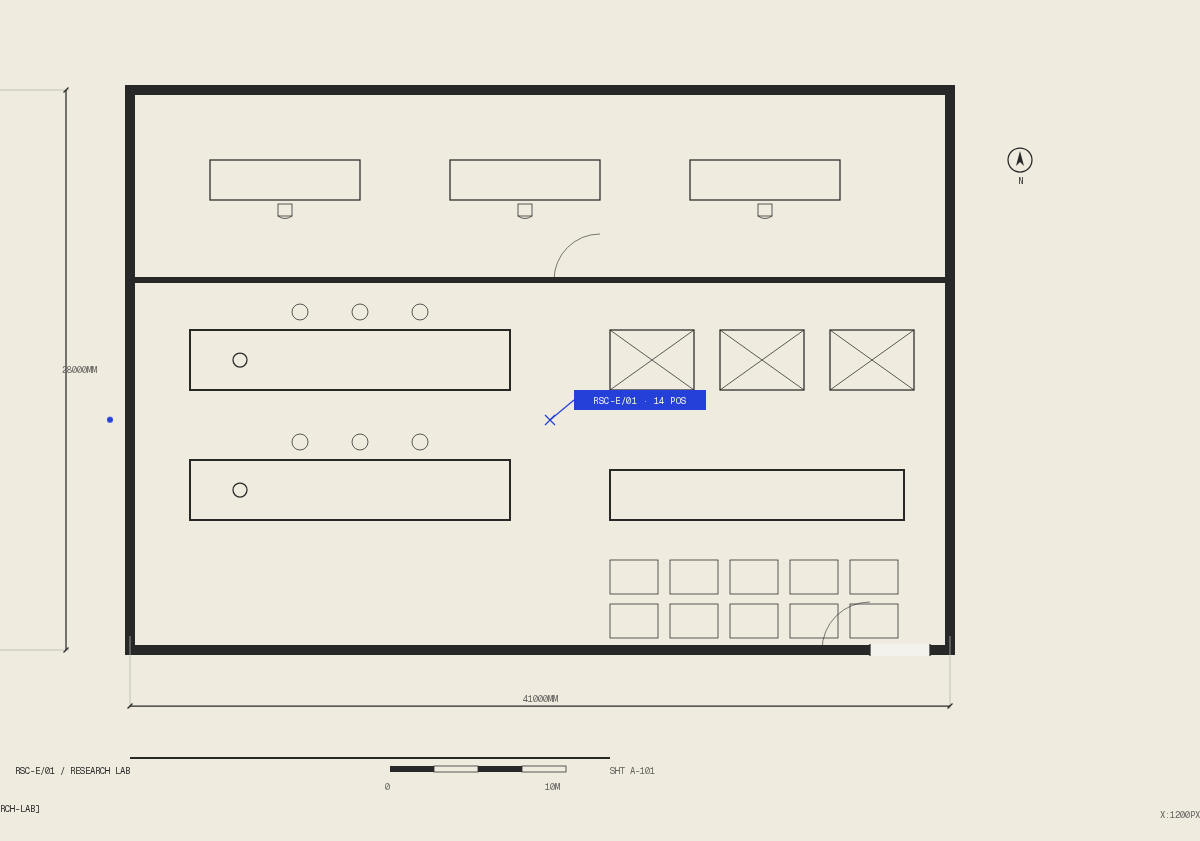 N
28000MM
RSC-E/01 · 14 POS
41000MM
RSC-E/01 / RESEARCH LAB
SHT A-101
0
10M
RCH-LAB]
X:1200PX